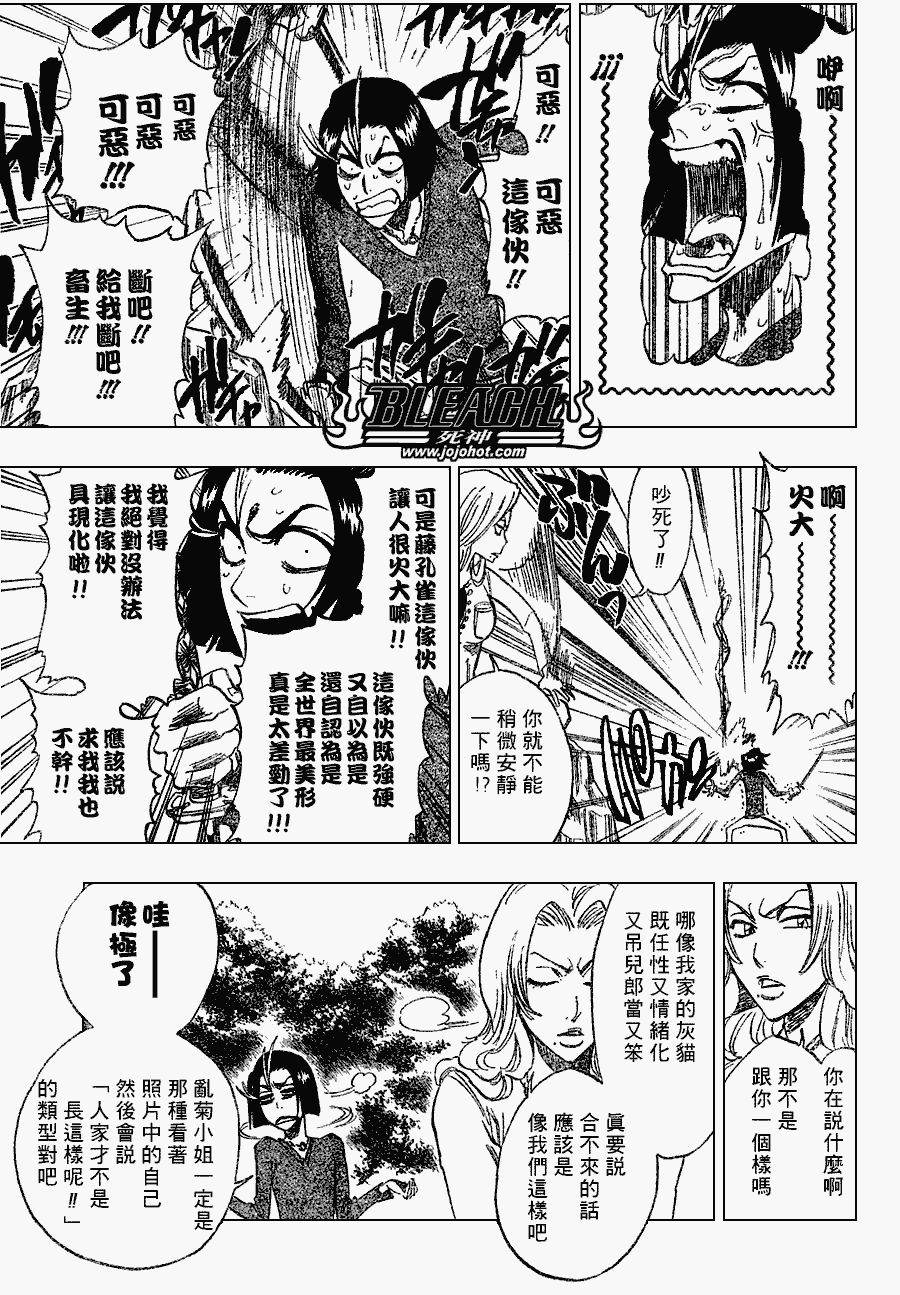 咿啊
!!!
可惡!!
可惡
這傢伙!!
可惡
可惡
可惡!!!
斷吧!!
給我斷吧!!!
畜生!!!
BLEACH
死神
www.jojohot.com
啊
火大
!!!
吵死了!!
你就不能
稍微安靜
一下嗎!?
可是藤孔雀這傢伙
讓人很火大嘛!!
這傢伙既強硬
又自以為是
還自認為是
全世界最美形
真是太差勁了!!!
我覺得
我絕對沒辦法
讓這傢伙
具現化啦!!
應該說
求我我也
不幹!!
你在說什麼啊
那不是
跟你一個樣嗎
哪像我家的灰貓
既任性又情緒化
又吊兒郎當又笨
真要說
合不來的話
應該是
像我們這樣吧
哇——
像極了
亂菊小姐一定是
那種看著
照片中的自己
然後會說
「人家才不是
長這樣呢!!」
的類型對吧